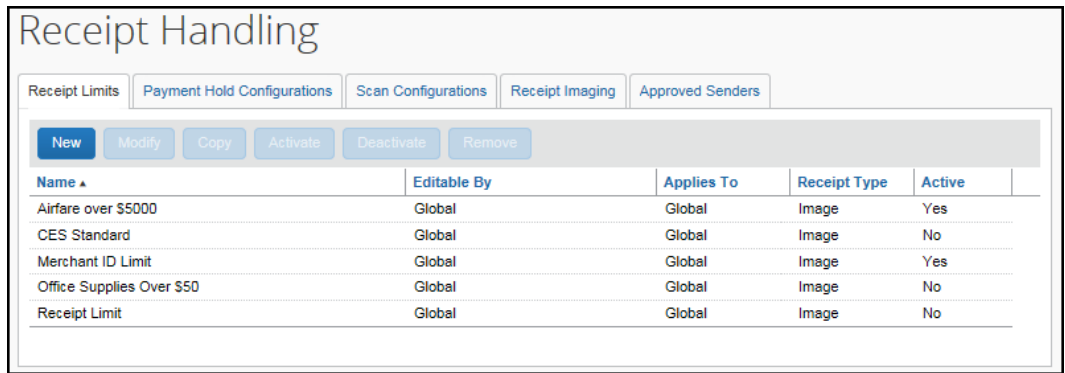 Receipt Handling
Receipt Limits Payment Hold Configurations Scan Configurations Receipt Imaging Approved Senders
New Modify Copy Activate Deactivate Remove
Name Editable By Applies To Receipt Type Active
Airfare over $5000 Global Global Image Yes
CES Standard Global Global Image No
Merchant ID Limit Global Global Image Yes
Office Supplies Over $50 Global Global Image No
Receipt Limit Global Global Image No